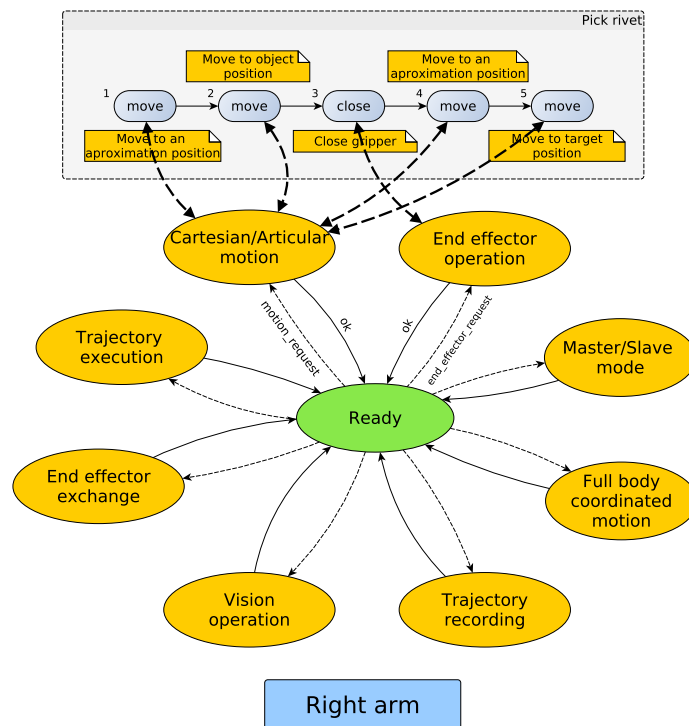 Pick rivet
Move to object
position
Move to an
aproximation position
1
move
2
move
3
close
4
move
5
move
Move to an
aproximation position
Close gripper
Move to target
position
Cartesian/Articular
motion
End effector
operation
motion_request
ok
ok
end_effector_request
Trajectory
execution
Master/Slave
mode
Ready
End effector
exchange
Full body
coordinated
motion
Vision
operation
Trajectory
recording
Right arm